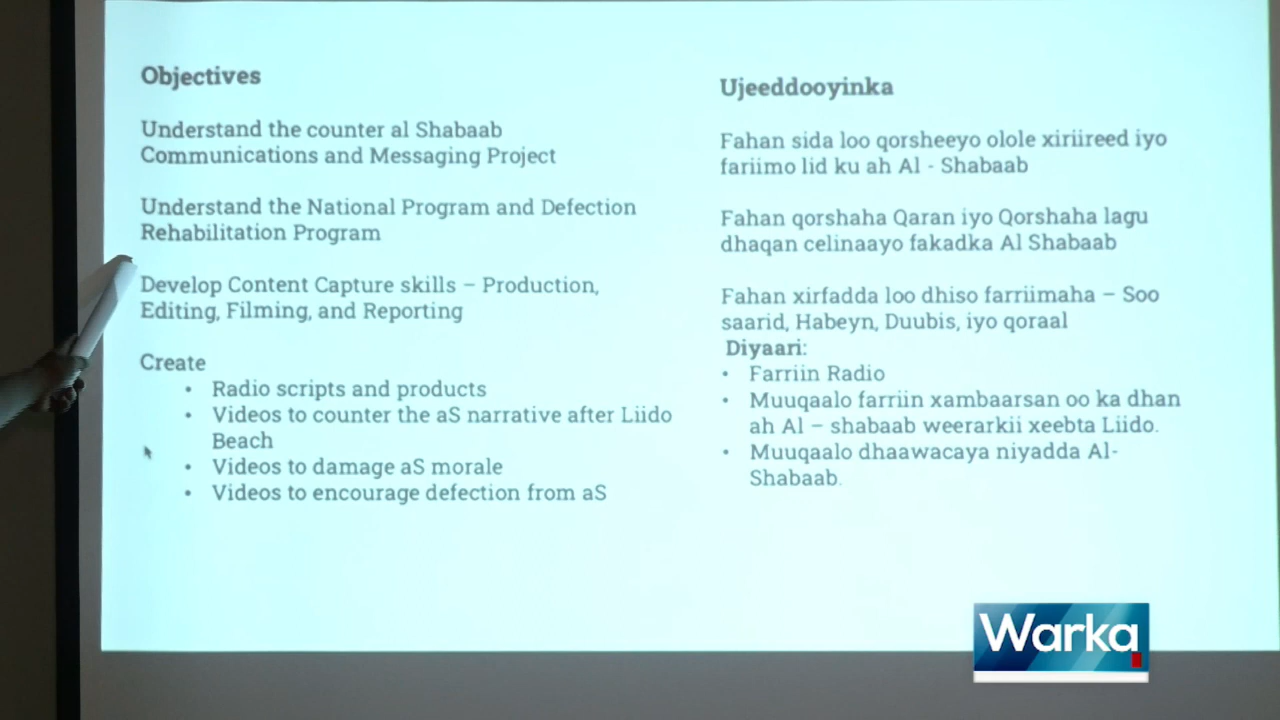 Objectives
Understand the counter al Shabaab
Communications and Messaging Project
Understand the National Program and Defection
Rehabilitation Program
Develop Content Capture skills – Production,
Editing, Filming, and Reporting
Create
• Radio scripts and products
• Videos to counter the aS narrative after Liido
Beach
• Videos to damage aS morale
• Videos to encourage defection from aS
Ujeeddooyinka
Fahan sida loo qorsheeyo olole xiriireed iyo
fariimo lid ku ah Al - Shabaab
Fahan qorshaha Qaran iyo Qorshaha lagu
dhaqan celinaayo fakadka Al Shabaab
Fahan xirfadda loo dhiso farriimaha – Soo
saarid, Habeyn, Duubis, iyo qoraal
Diyaari:
• Farriin Radio
• Muuqaalo farriin xambaarsan oo ka dhan
ah Al – shabaab weerarkii xeebta Liido.
• Muuqaalo dhaawacaya niyadda Al-
Shabaab.
Warka